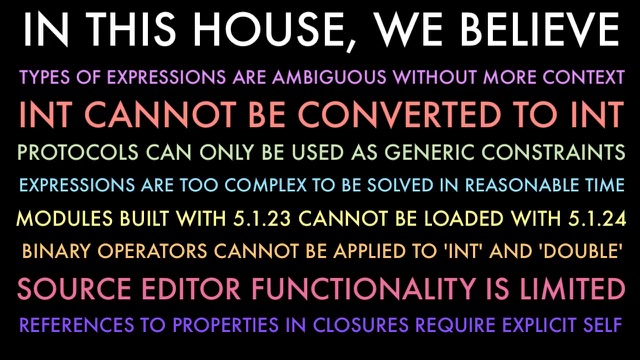 IN THIS HOUSE, WE BELIEVE
TYPES OF EXPRESSIONS ARE AMBIGUOUS WITHOUT MORE CONTEXT
INT CANNOT BE CONVERTED TO INT
PROTOCOLS CAN ONLY BE USED AS GENERIC CONSTRAINTS
EXPRESSIONS ARE TOO COMPLEX TO BE SOLVED IN REASONABLE TIME
MODULES BUILT WITH 5.1.23 CANNOT BE LOADED WITH 5.1.24
BINARY OPERATORS CANNOT BE APPLIED TO 'INT' AND 'DOUBLE'
SOURCE EDITOR FUNCTIONALITY IS LIMITED
REFERENCES TO PROPERTIES IN CLOSURES REQUIRE EXPLICIT SELF